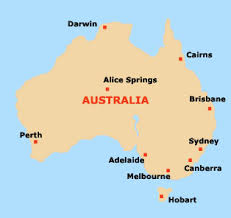 Darwin
Cairns
Alice Springs
AUSTRALIA
Brisbane
Perth
Sydney
Adelaide
Canberra
Melbourne
Hobart